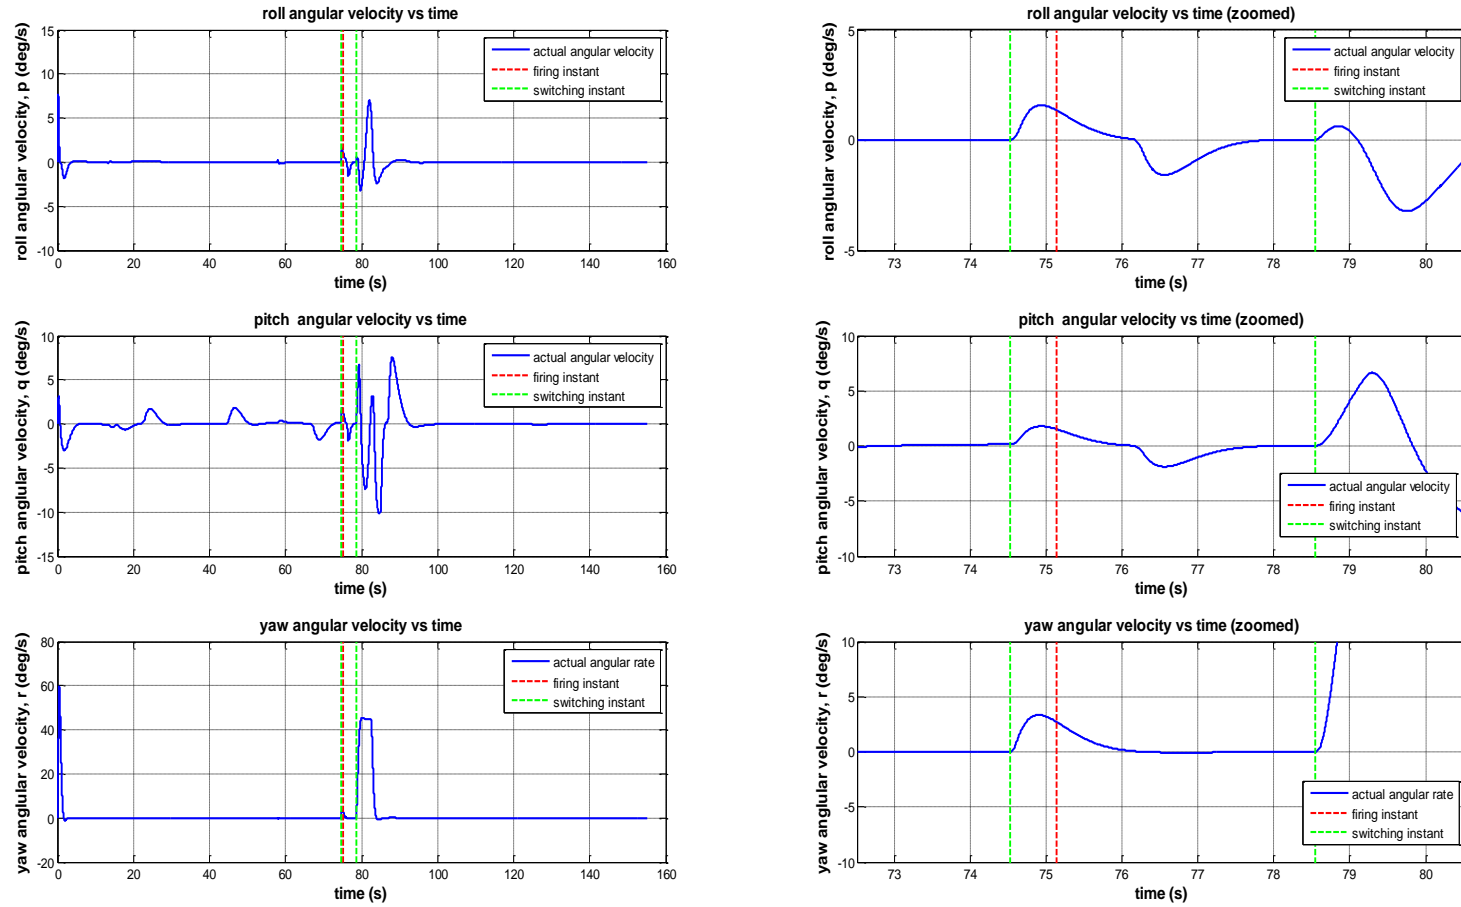 roll angular velocity vs time
roll anglular velocity, p (deg/s)
15
10
5
0
-5
-10
0
20
40
60
80
100
120
140
160
time (s)
actual angular velocity
firing instant
switching instant
roll angular velocity vs time (zoomed)
roll anglular velocity, p (deg/s)
5
0
-5
73
74
75
76
77
78
79
80
time (s)
actual angular velocity
firing instant
switching instant
pitch angular velocity vs time
pitch anglular velocity, q (deg/s)
10
5
0
-5
-10
-15
0
20
40
60
80
100
120
140
160
time (s)
actual angular velocity
firing instant
switching instant
pitch angular velocity vs time (zoomed)
pitch anglular velocity, q (deg/s)
10
5
0
-5
-10
73
74
75
76
77
78
79
80
time (s)
actual angular velocity
firing instant
switching instant
yaw angular velocity vs time
yaw anglular velocity, r (deg/s)
80
60
40
20
0
-20
0
20
40
60
80
100
120
140
160
time (s)
actual angular rate
firing instant
switching instant
yaw angular velocity vs time (zoomed)
yaw anglular velocity, r (deg/s)
10
5
0
-5
-10
73
74
75
76
77
78
79
80
time (s)
actual angular rate
firing instant
switching instant